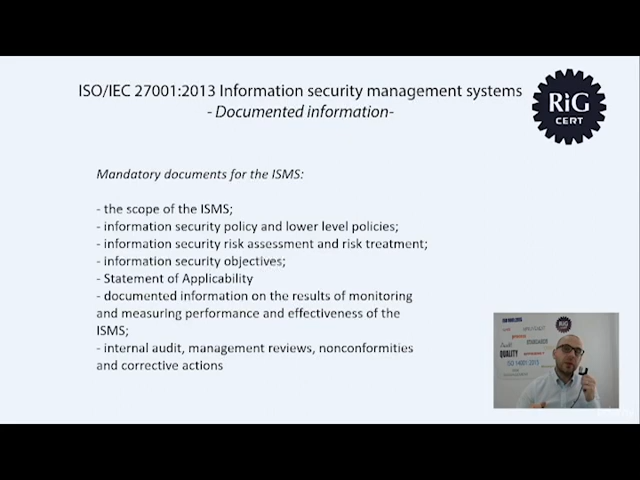 ISO/IEC 27001:2013 Information security management systems
- Documented information-
RiG
CERT
Mandatory documents for the ISMS:
- the scope of the ISMS;
- information security policy and lower level policies;
- information security risk assessment and risk treatment;
- information security objectives;
- Statement of Applicability
- documented information on the results of monitoring
and measuring performance and effectiveness of the
ISMS;
- internal audit, management reviews, nonconformities
and corrective actions
RiG
Audit
QUALITY
ISO 14001:2015